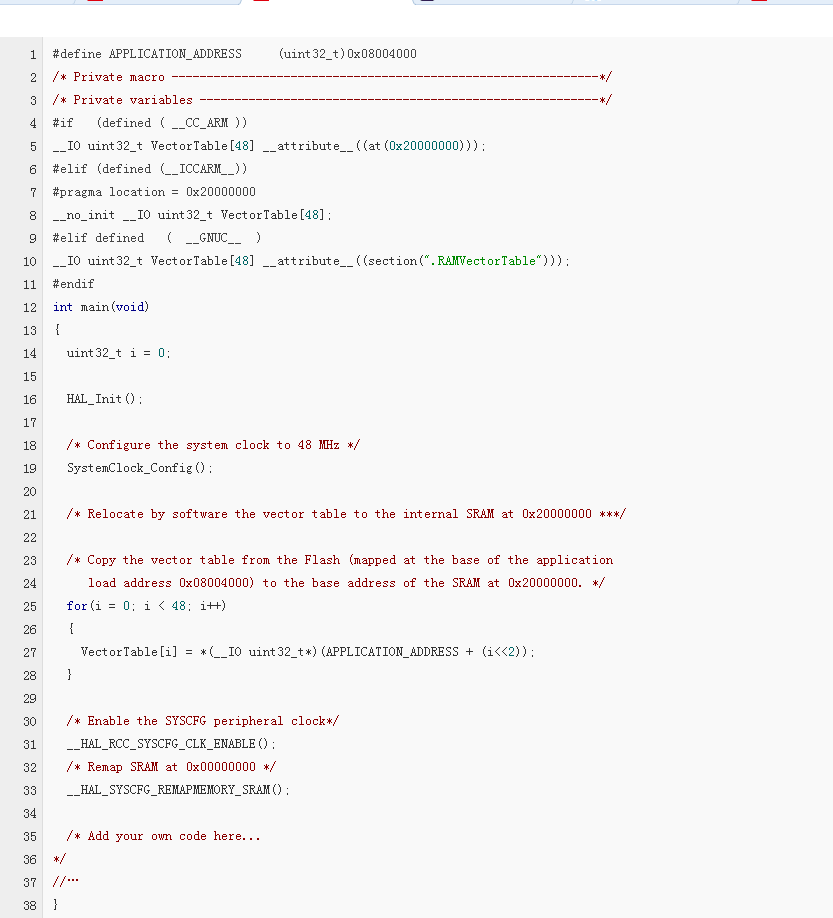 1 #define APPLICATION_ADDRESS     (uint32_t)0x08004000
2 /* Private macro -------------------------------------------------------------*/
3 /* Private variables ---------------------------------------------------------*/
4 #if   (defined ( __CC_ARM ))
5 __IO uint32_t VectorTable[48] __attribute__((at(0x20000000)));
6 #elif (defined (__ICCARM__))
7 #pragma location = 0x20000000
8 __no_init __IO uint32_t VectorTable[48];
9 #elif defined   (  __GNUC__  )
10 __IO uint32_t VectorTable[48] __attribute__((section(".RAMVectorTable")));
11 #endif
12 int main(void)
13 {
14   uint32_t i = 0;
15
16   HAL_Init();
17
18   /* Configure the system clock to 48 MHz */
19   SystemClock_Config();
20
21   /* Relocate by software the vector table to the internal SRAM at 0x20000000 ***/
22
23   /* Copy the vector table from the Flash (mapped at the base of the application
24      load address 0x08004000) to the base address of the SRAM at 0x20000000. */
25   for(i = 0; i < 48; i++)
26   {
27     VectorTable[i] = *(__IO uint32_t*)(APPLICATION_ADDRESS + (i<<2));
28   }
29
30   /* Enable the SYSCFG peripheral clock*/
31   __HAL_RCC_SYSCFG_CLK_ENABLE();
32   /* Remap SRAM at 0x00000000 */
33   __HAL_SYSCFG_REMAPMEMORY_SRAM();
34
35   /* Add your own code here...
36 */
37 //…
38 }